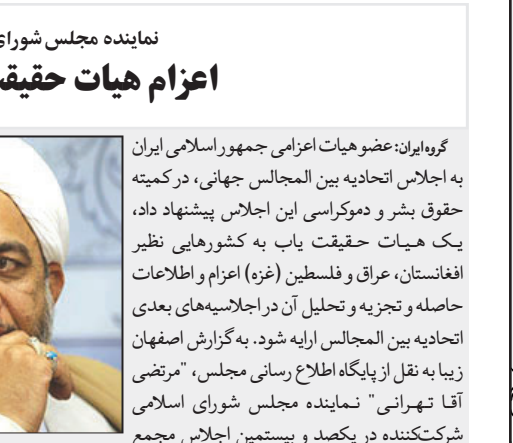 نماینده مجلس شورای
اعزام هیات حقیقت
گروه ایران: عضو هیات اعزامی جمهور اسلامی ایران
به اجلاس اتحادیه بین المجالس جهانی، در کمیته
حقوق بشر و دموکراسی این اجلاس پیشنهاد داد،
یک هیات حقیقت یاب به کشورهایی نظیر
افغانستان، عراق و فلسطین (غزه) اعزام و اطلاعات
حاصله و تجزیه و تحلیل آن در اجلاسیه‌های بعدی
اتحادیه بین المجالس ارایه شود. به گزارش اصفهان
زیبا به نقل از پایگاه اطلاع رسانی مجلس، "مرتضی
آقا تهرانی" نماینده مجلس شورای اسلامی
شرکت‌کننده در یکصد و بیستمین اجلاس مجمع